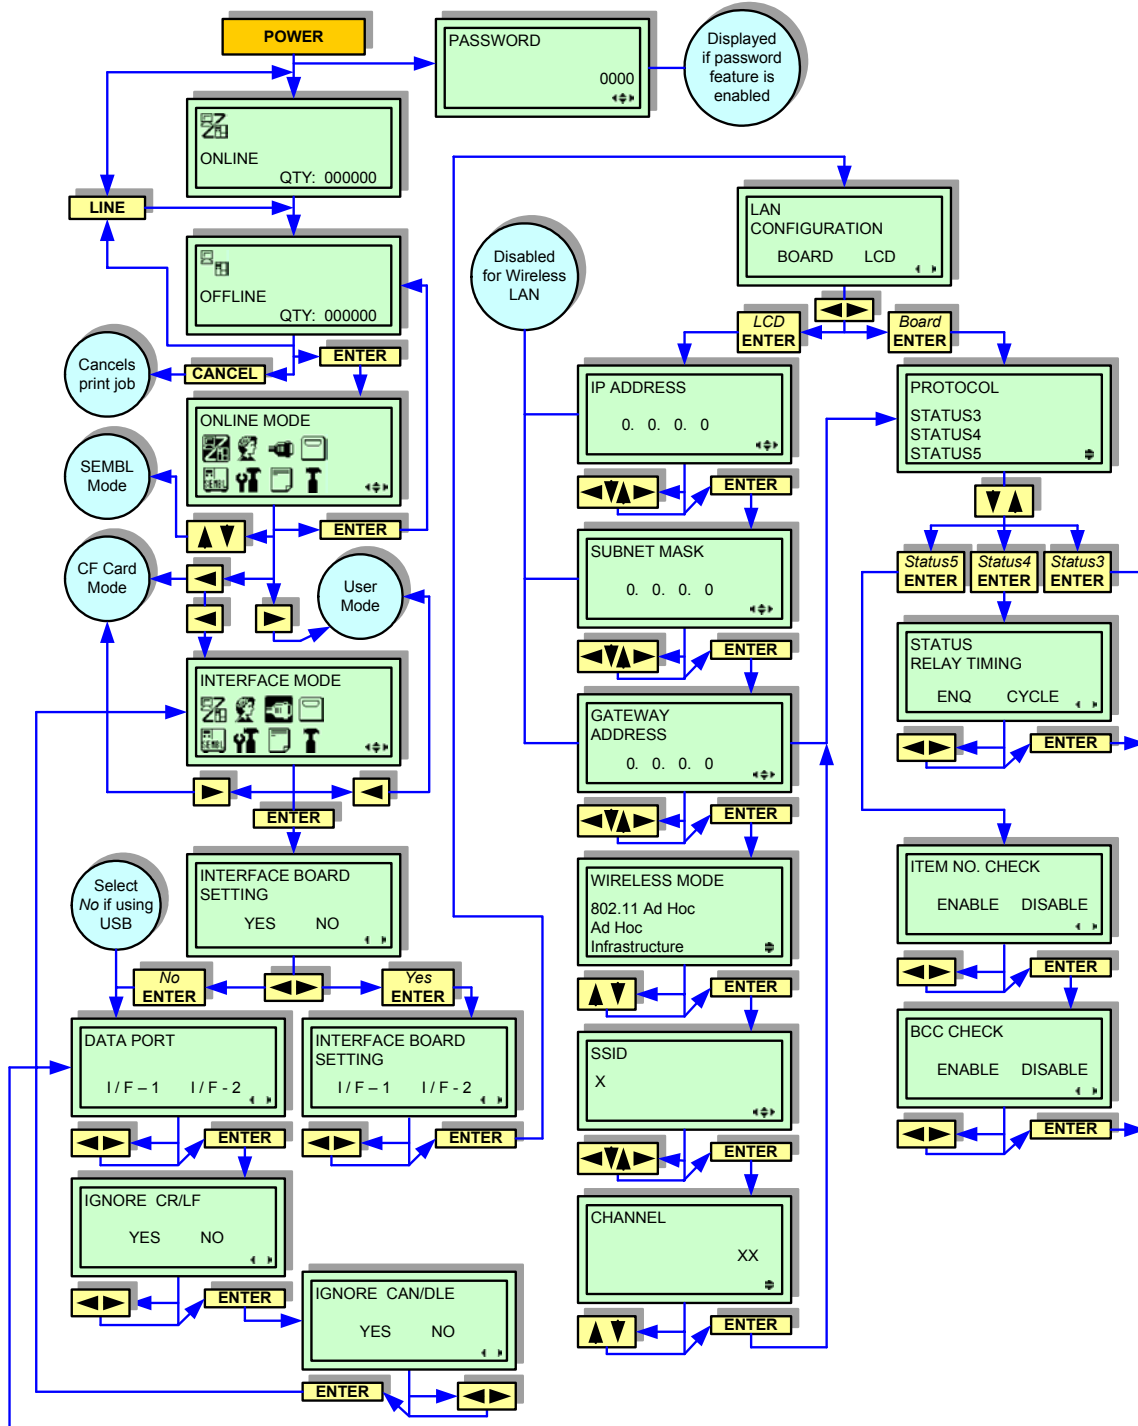 POWER
PASSWORD
0000
Displayed
if password
feature is
enabled
ONLINE
QTY: 000000
LINE
OFFLINE
QTY: 000000
Cancels
print job
CANCEL
ENTER
ONLINE MODE
SEMBL
SEMBL
Mode
ENTER
CF Card
Mode
User
Mode
INTERFACE MODE
SEMBL
ENTER
Select
No if using
USB
INTERFACE BOARD
SETTING
YES NO
No
ENTER
Yes
ENTER
DATA PORT
I / F – 1 I / F - 2
INTERFACE BOARD
SETTING
I / F – 1 I / F - 2
ENTER
ENTER
IGNORE CR/LF
YES NO
ENTER
IGNORE CAN/DLE
YES NO
ENTER
LAN
CONFIGURATION
BOARD LCD
Disabled
for Wireless
LAN
LCD
ENTER
Board
ENTER
IP ADDRESS
0. 0. 0. 0
ENTER
SUBNET MASK
0. 0. 0. 0
ENTER
GATEWAY
ADDRESS
0. 0. 0. 0
ENTER
WIRELESS MODE
802.11 Ad Hoc
Ad Hoc
Infrastructure
ENTER
SSID
X
ENTER
CHANNEL
XX
ENTER
PROTOCOL
STATUS3
STATUS4
STATUS5
Status5
ENTER
Status4
ENTER
Status3
ENTER
STATUS
RELAY TIMING
ENQ CYCLE
ENTER
ITEM NO. CHECK
ENABLE DISABLE
ENTER
BCC CHECK
ENABLE DISABLE
ENTER